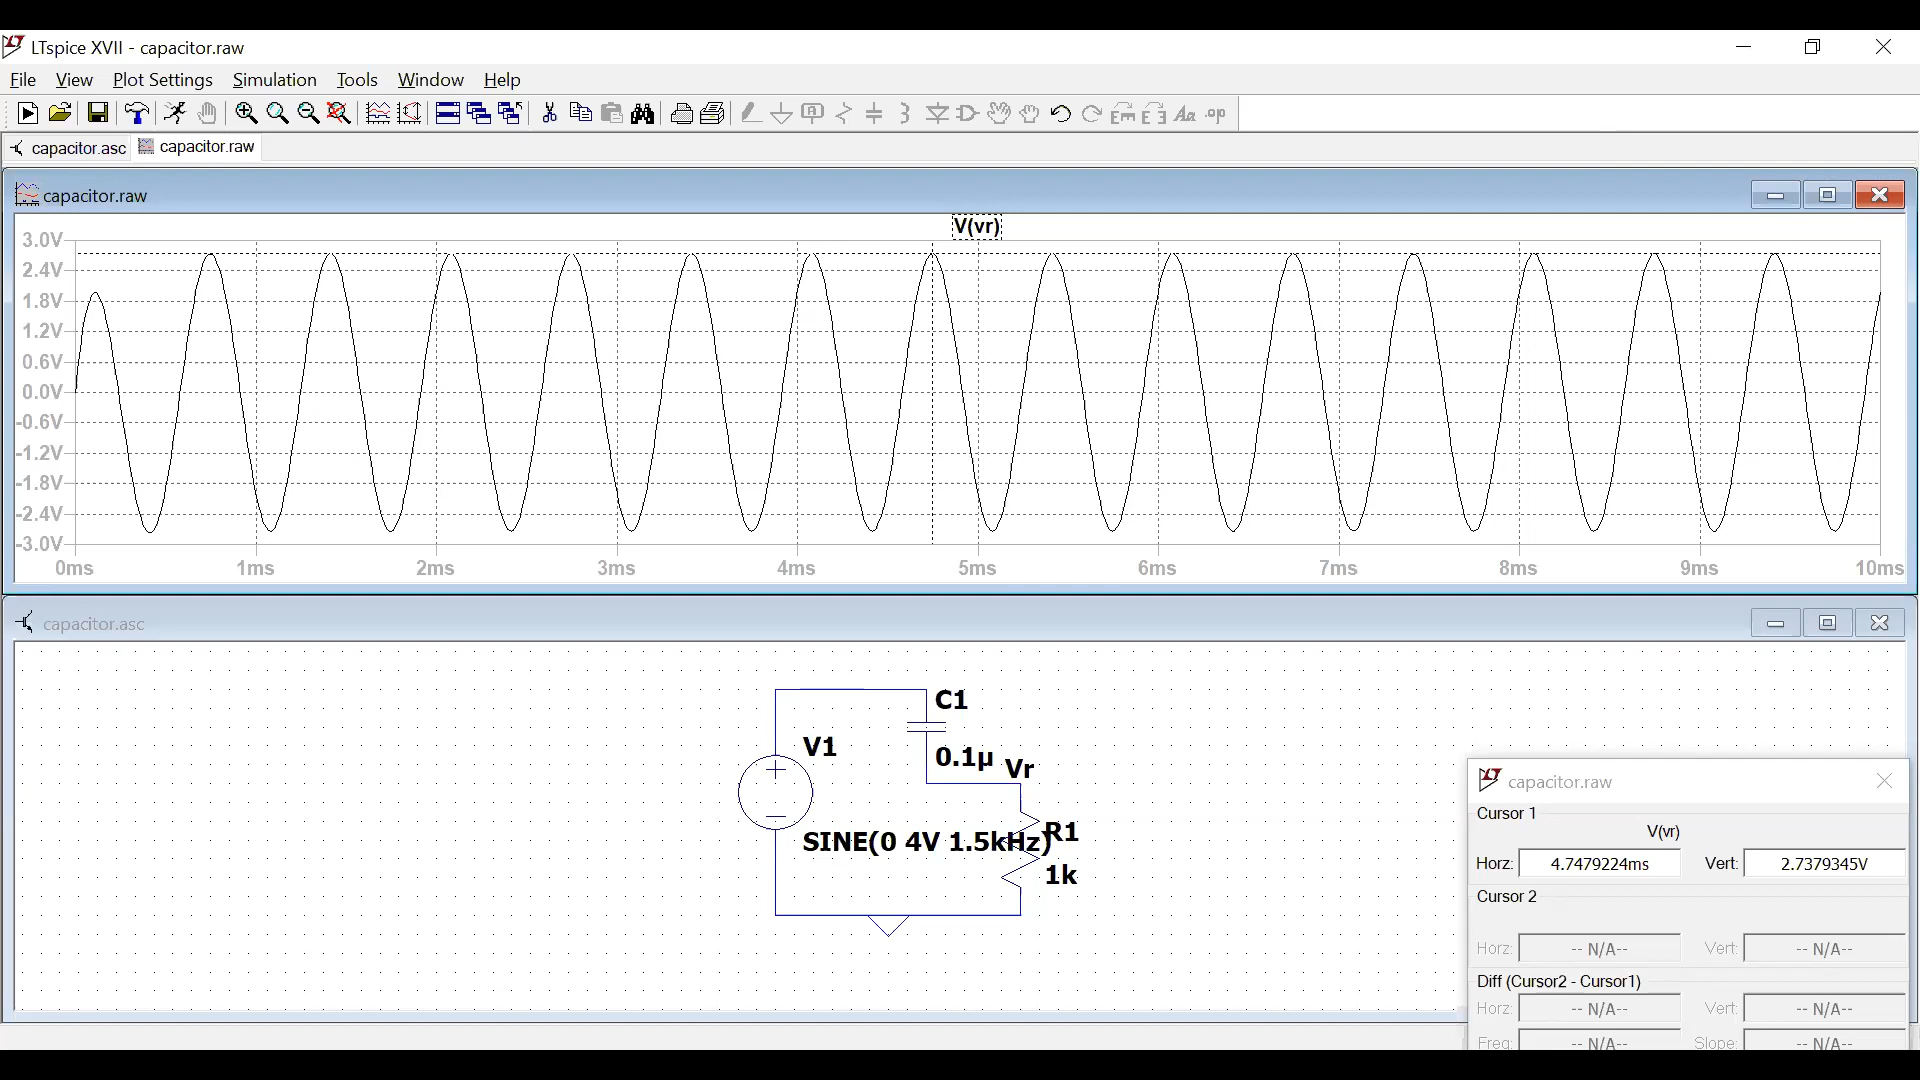 LTspice XVII - capacitor.raw
File View Plot Settings Simulation Tools Window Help
A Aa .op
capacitor.asc capacitor.raw
capacitor.raw
V(vr)
3.0V
2.4V
1.8V
1.2V
0.6V
0.0V
-0.6V
-1.2V
-1.8V
-2.4V
-3.0V
0ms 1ms 2ms 3ms 4ms 5ms 6ms 7ms 8ms 9ms 10ms
capacitor.asc
C1
V1
0.1µ Vr
SINE(0 4V 1.5kHz) R1
1k
capacitor.raw
Cursor 1
V(vr)
Horz: 4.7479224ms Vert: 2.7379345V
Cursor 2
Horz: -- N/A-- Vert: -- N/A--
Diff (Cursor2 - Cursor1)
Horz: -- N/A-- Vert: -- N/A--
Freq: -- N/A-- Slope: -- N/A--